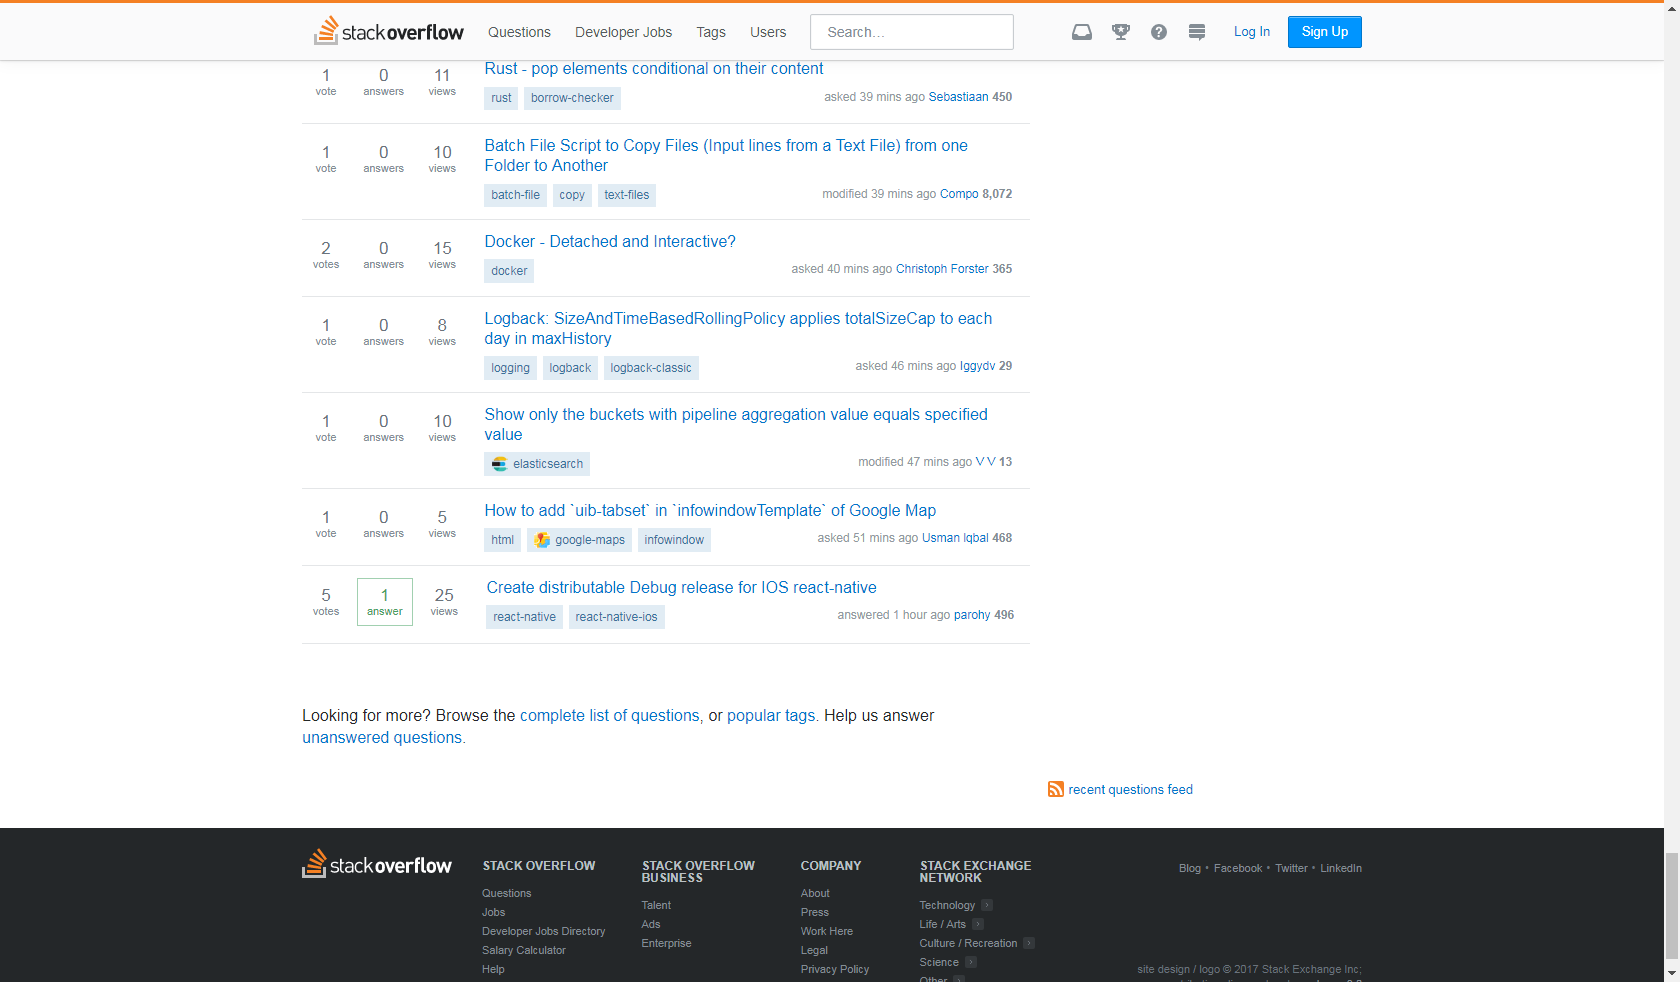 stackoverflow Questions Developer Jobs Tags Users Search... Log In Sign Up
Rust - pop elements conditional on their content
1 0 11
vote answers views
rust borrow-checker asked 39 mins ago Sebastiaan 450
Batch File Script to Copy Files (Input lines from a Text File) from one
1 0 10
Folder to Another
vote answers views
batch-file copy text-files modified 39 mins ago Compo 8,072
Docker - Detached and Interactive?
2 0 15
votes answers views
docker asked 40 mins ago Christoph Forster 365
Logback: SizeAndTimeBasedRollingPolicy applies totalSizeCap to each
1 0 8
day in maxHistory
vote answers views
logging logback logback-classic asked 46 mins ago Iggydv 29
Show only the buckets with pipeline aggregation value equals specified
1 0 10
value
vote answers views
elasticsearch modified 47 mins ago V V 13
How to add `uib-tabset` in `infowindowTemplate` of Google Map
1 0 5
vote answers views
html google-maps infowindow asked 51 mins ago Usman Iqbal 468
Create distributable Debug release for IOS react-native
5 1 25
votes answer views
react-native react-native-ios answered 1 hour ago parohy 496
Looking for more? Browse the complete list of questions, or popular tags. Help us answer
unanswered questions.
recent questions feed
stackoverflow
STACK OVERFLOW
Questions
Jobs
Developer Jobs Directory
Salary Calculator
Help
STACK OVERFLOW
BUSINESS
Talent
Ads
Enterprise
COMPANY
About
Press
Work Here
Legal
Privacy Policy
STACK EXCHANGE
NETWORK
Technology
Life / Arts
Culture / Recreation
Science
Other
Blog • Facebook • Twitter • LinkedIn
site design / logo © 2017 Stack Exchange Inc;